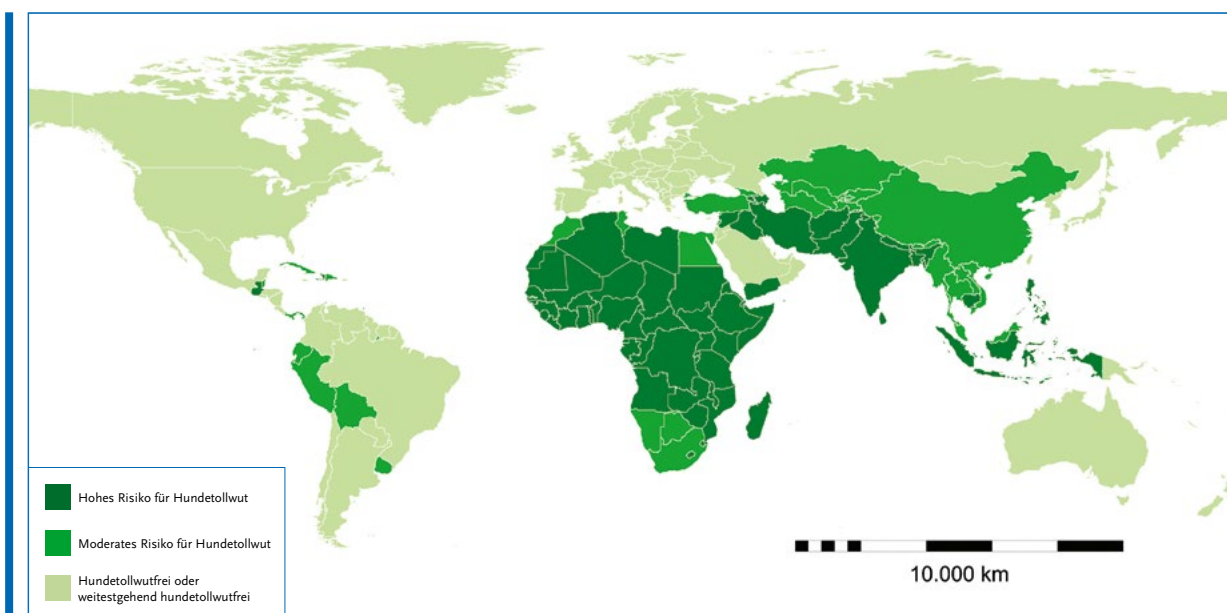 Hohes Risiko für Hundetollwut
Moderates Risiko für Hundetollwut
Hundetollwutfrei oder
weitestgehend hundetollwutfrei
10.000 km